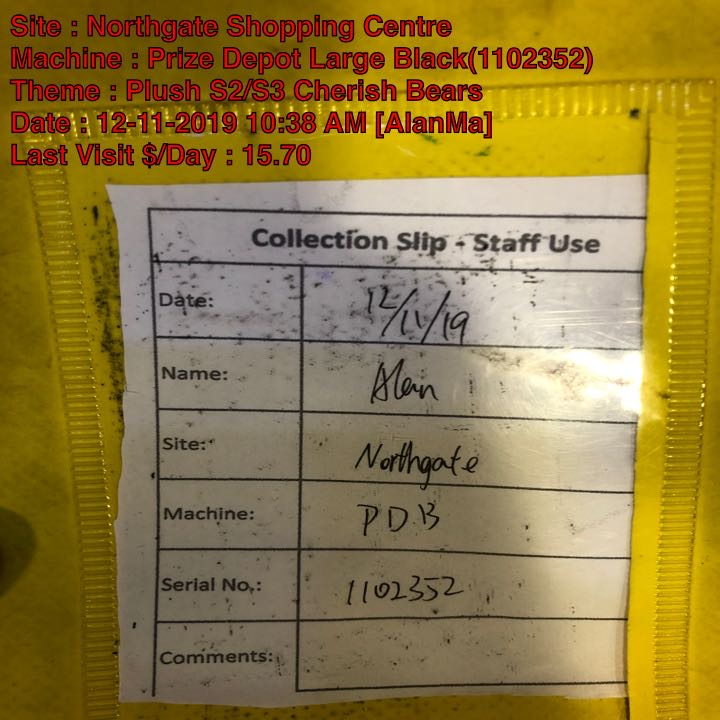 Site : Northgate Shopping Centre
Machine : Prize Depot Large Black(1102352)
Theme : Plush S2/S3 Cherish Bears
Date : 12-11-2019 10:38 AM [AlanMa]
Last Visit $/Day : 15.70
Collection Slip - Staff Use
Date: 12/11/19
Name: Alan
Site: Northgate
Machine: PDB
Serial No.: 1102352
Comments: